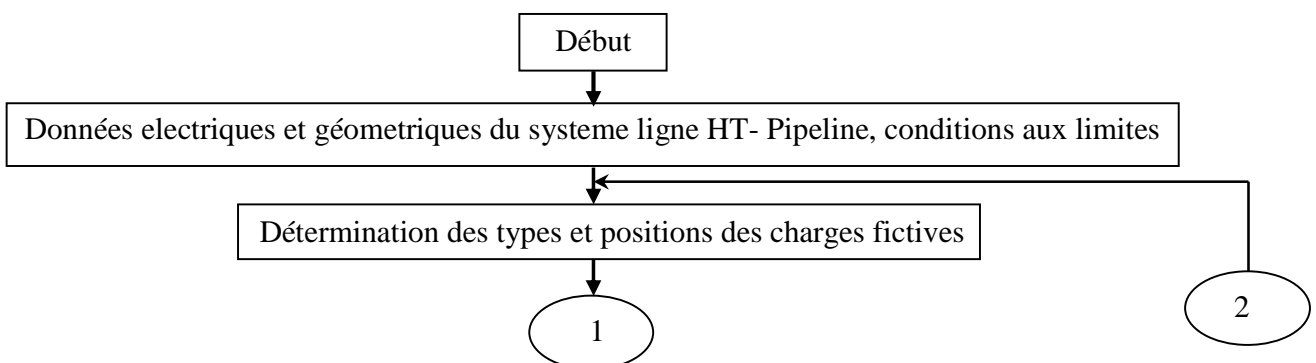 Début
Données electriques et géometriques du systeme ligne HT- Pipeline, conditions aux limites
Détermination des types et positions des charges fictives
1
2